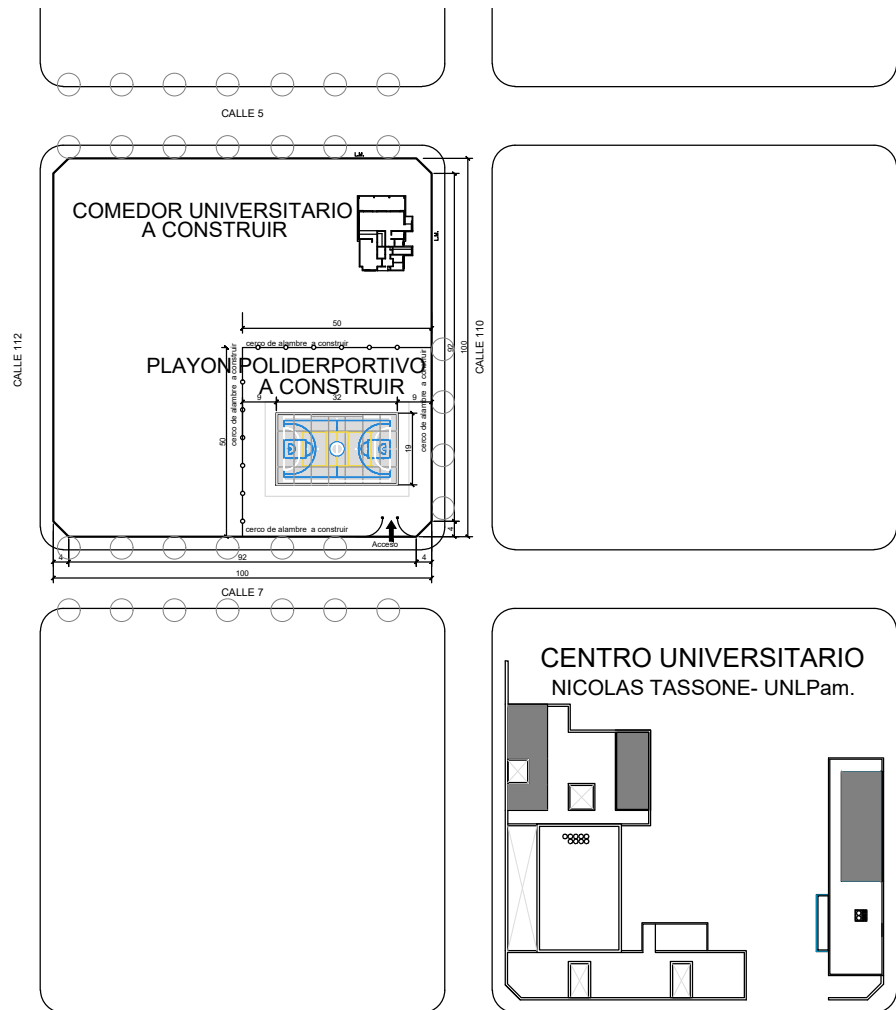 CALLE 5
L.M.
COMEDOR UNIVERSITARIO
A CONSTRUIR
L.M.
CALLE 112
CALLE 110
50
cerco de alambre a construir
92
100
PLAYON POLIDERPORTIVO
A CONSTRUIR
cerco de alambre a construir
cerco de alambre a construir
9
32
9
50
19
cerco de alambre a construir
Acceso
4
4
92
4
100
CALLE 7
CENTRO UNIVERSITARIO
NICOLAS TASSONE- UNLPam.